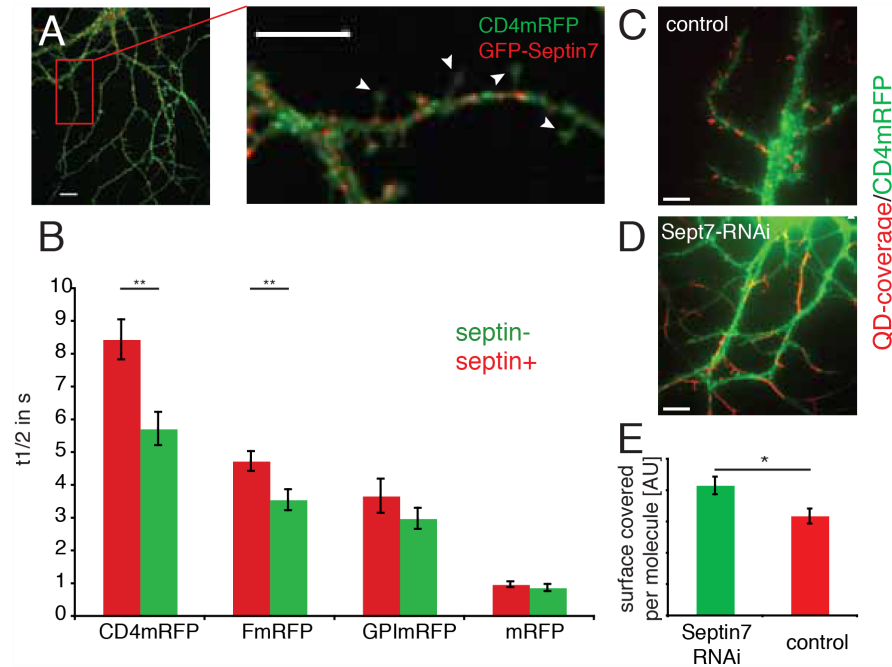 A
CD4mRFP
GFP-Septin7
C
control
D
Sept7-RNAi
QD-coverage/CD4mRFP
B
10
9
8
7
6
5
4
3
2
1
0
t1/2 in s
**
**
septin-
septin+
CD4mRFP
FmRFP
GPImRFP
mRFP
E
surface covered
per molecule [AU]
*
Septin7
RNAi
control